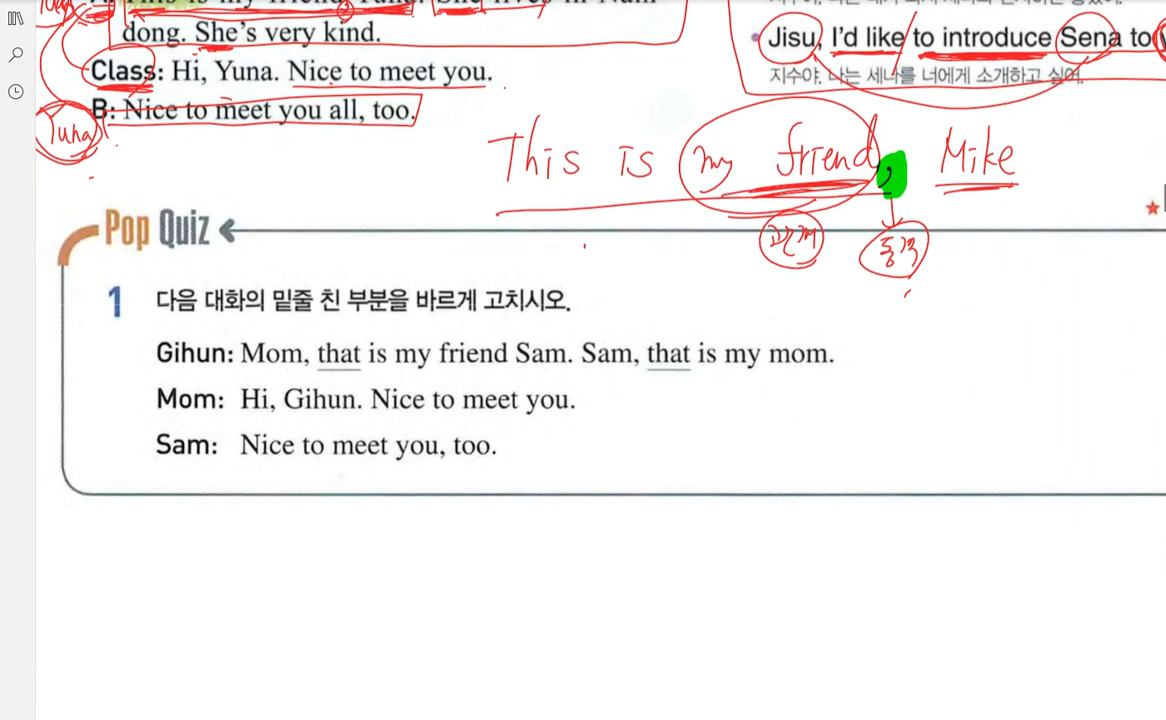 dong. She's very kind.
Class: Hi, Yuna. Nice to meet you.
B: Nice to meet you all, too.
Yuna
Jisu, I'd like to introduce Sena to
지수야, 나는 세나를 너에게 소개하고 싶어.
This is my friend, Mike
관계
동격
Pop Quiz
1 다음 대화의 밑줄 친 부분을 바르게 고치시오.
Gihun: Mom, that is my friend Sam. Sam, that is my mom.
Mom: Hi, Gihun. Nice to meet you.
Sam: Nice to meet you, too.